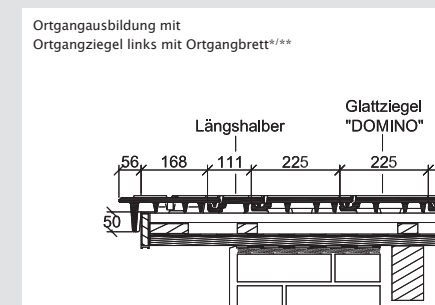 Ortgangausbildung mit
Ortgangziegel links mit Ortgangbrett*/**
Glattziegel
Längshalber "DOMINO"
56 168 111 225 225
50